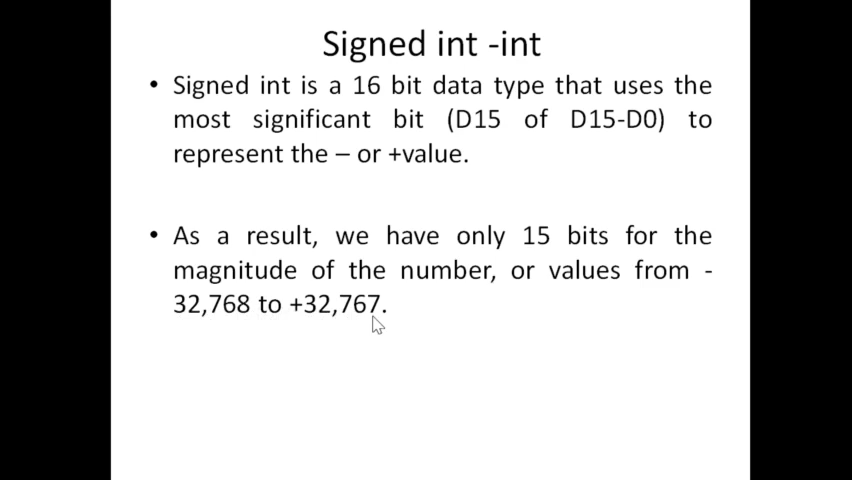 Signed int -int
• Signed int is a 16 bit data type that uses the
most significant bit (D15 of D15-D0) to
represent the – or +value.
• As a result, we have only 15 bits for the
magnitude of the number, or values from -
32,768 to +32,767.